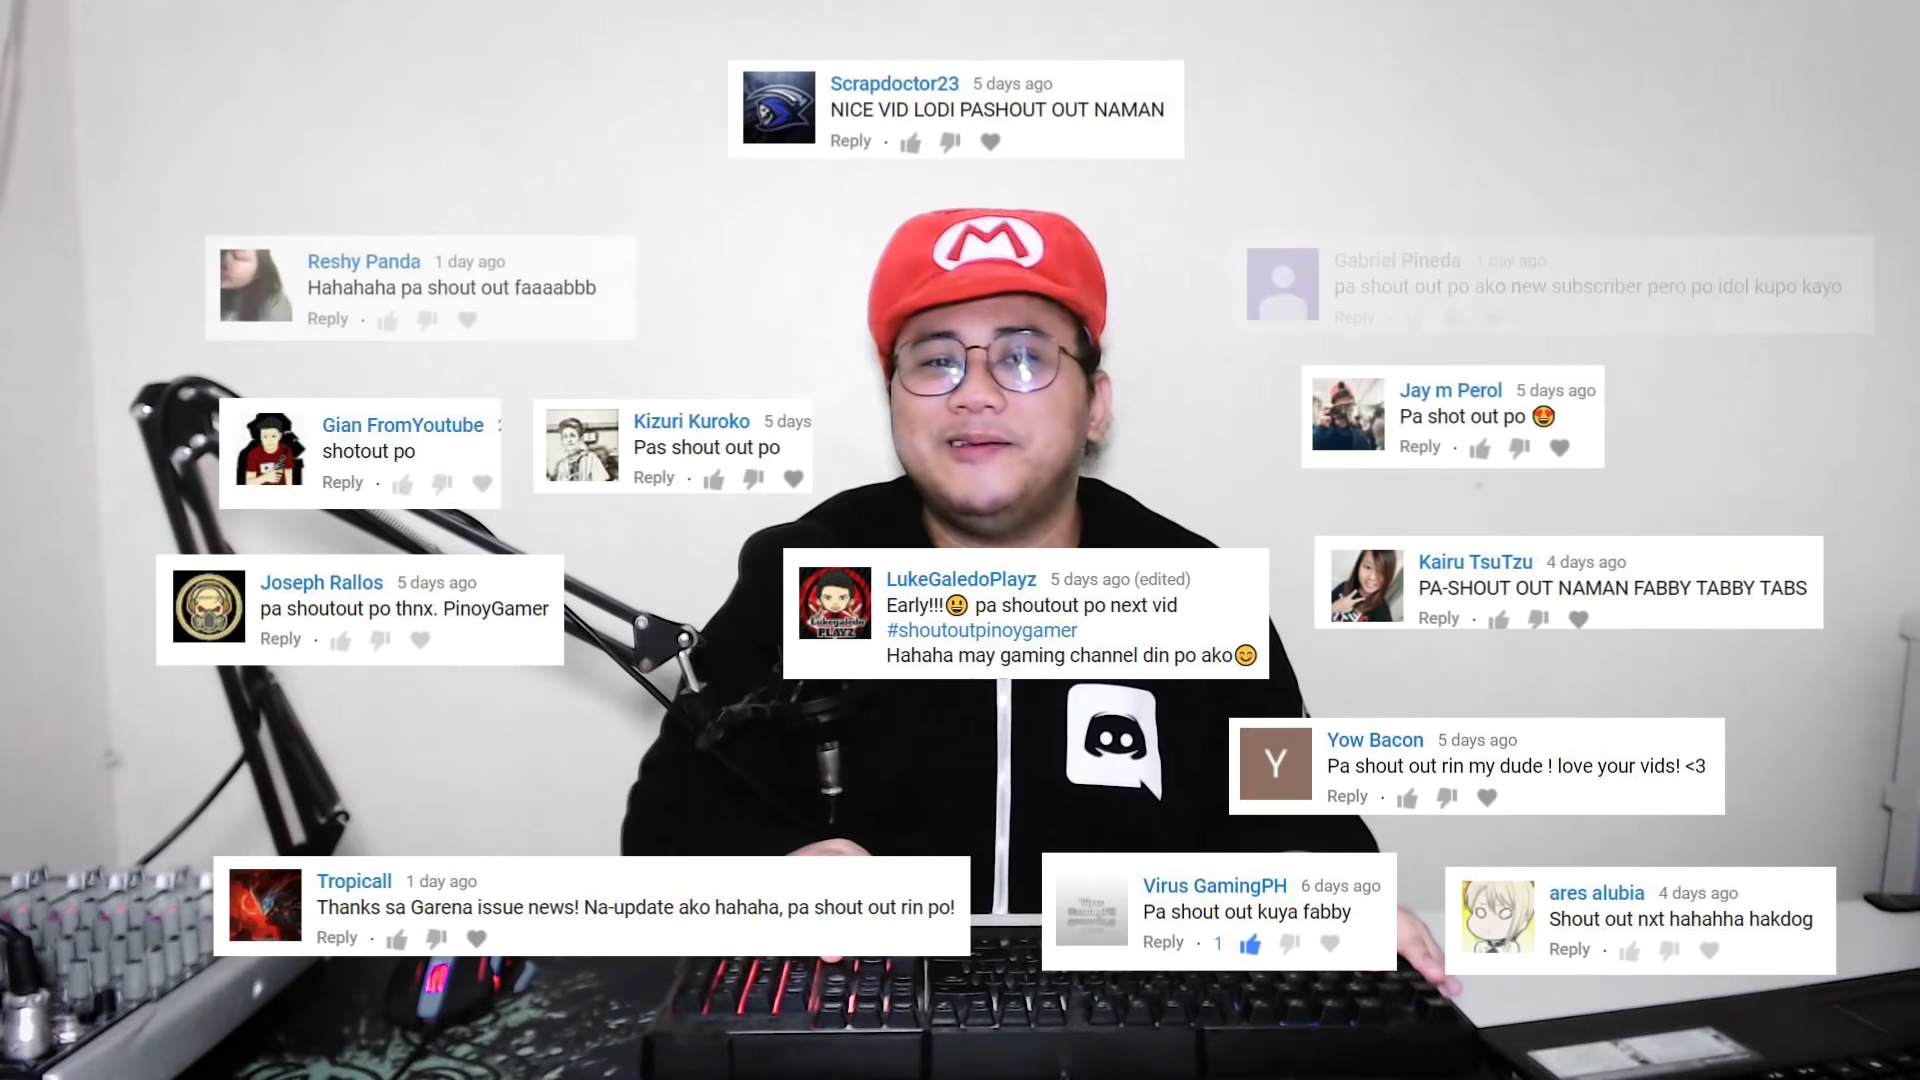 Scrapdoctor23 5 days ago
NICE VID LODI PASHOUT OUT NAMAN
Reply
M
Reshy Panda 1 day ago
Hahahaha pa shout out faaaabbb
Reply
Gabriel Pineda 1 day ago
pa shout out po ako new subscriber pero po idol kupo kayo
Reply
Jay m Perol 5 days ago
Pa shot out po 😍
Reply
Gian FromYoutube
shotout po
Reply
Kizuri Kuroko 5 days
Pas shout out po
Reply
Joseph Rallos 5 days ago
pa shoutout po thnx. PinoyGamer
Reply
LukeGaledoPlayz 5 days ago (edited)
Early!!!😃 pa shoutout po next vid
#shoutoutpinoygamer
Hahaha may gaming channel din po ako😊
Lukegaledo
PLAYZ
Kairu TsuTzu 4 days ago
PA-SHOUT OUT NAMAN FABBY TABBY TABS
Reply
Y
Yow Bacon 5 days ago
Pa shout out rin my dude ! love your vids! <3
Reply
Tropicall 1 day ago
Thanks sa Garena issue news! Na-update ako hahaha, pa shout out rin po!
Reply
Virus GamingPH 6 days ago
Pa shout out kuya fabby
Reply 1
ares alubia 4 days ago
Shout out nxt hahahha hakdog
Reply